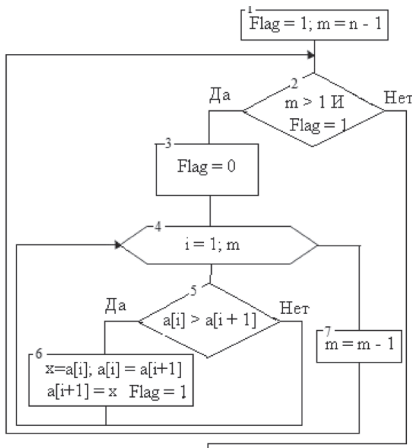 1
Flag = 1; m = n - 1
2
Да
m > 1 И
Flag = 1
Нет
3
Flag = 0
4
i = 1; m
5
Да
a[i] > a[i + 1]
Нет
6
x=a[i]; a[i] = a[i+1]
a[i+1] = x Flag = 1
7
m = m - 1